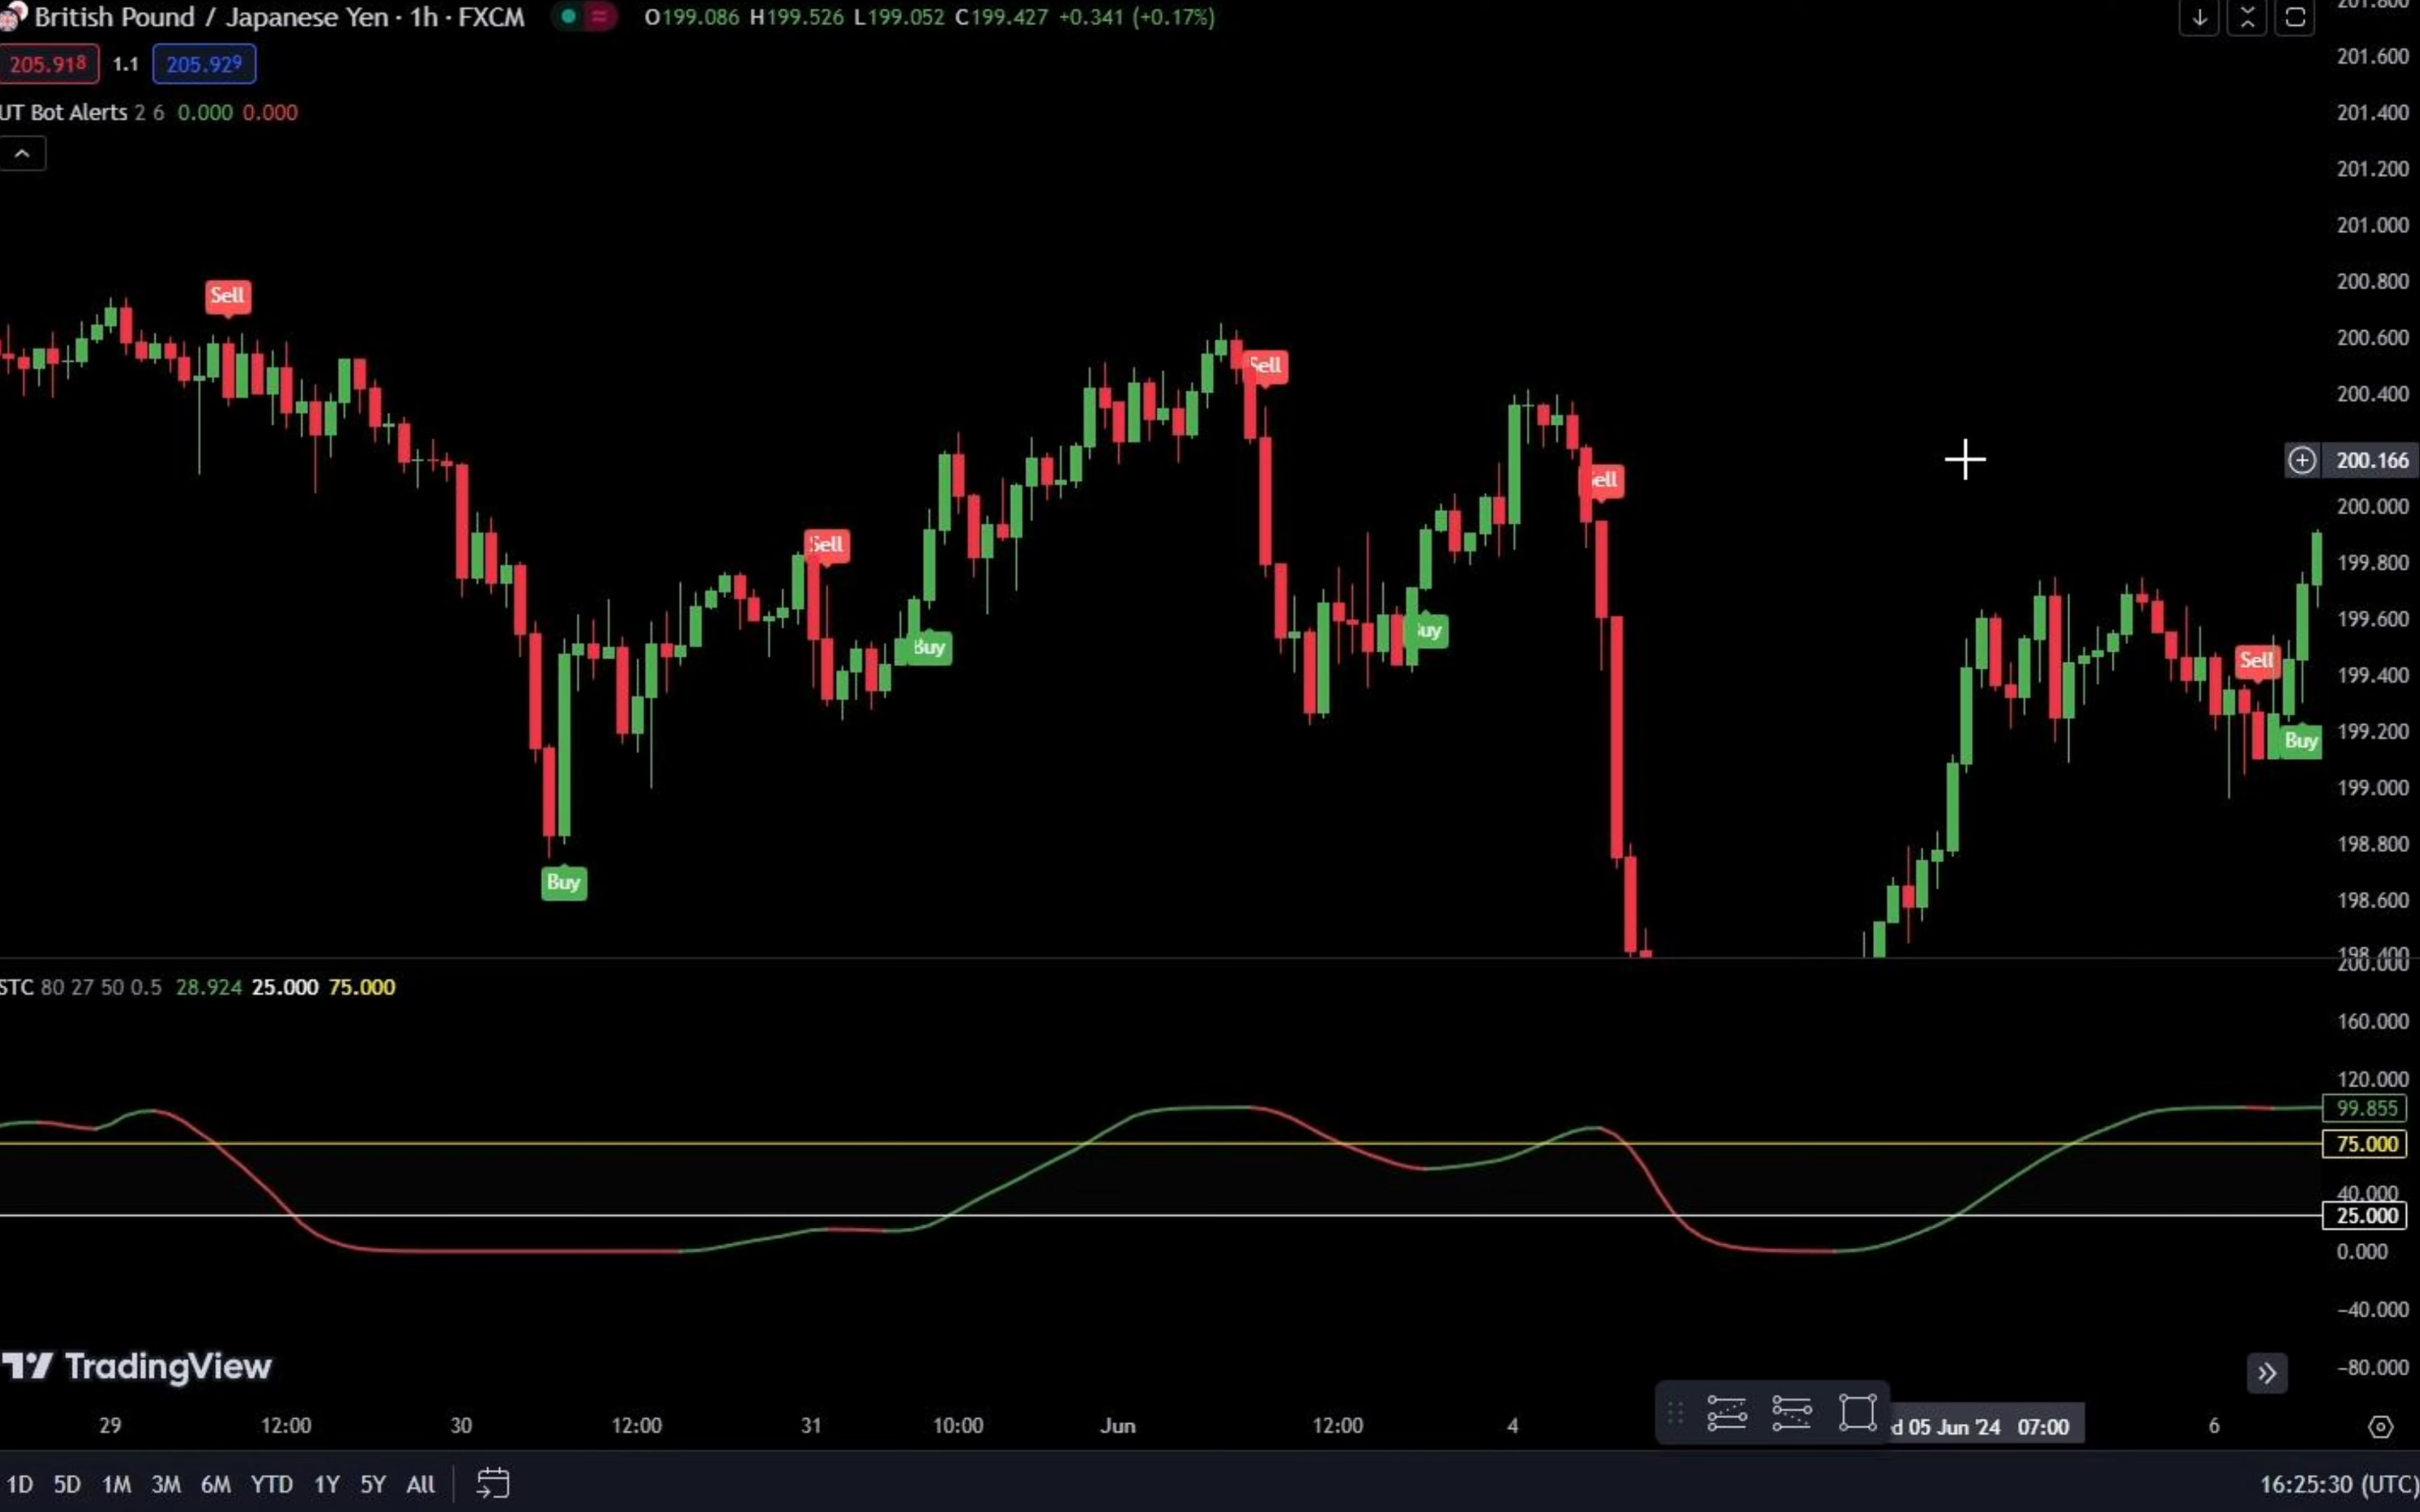 British Pound / Japanese Yen · 1h · FXCM O199.086 H199.526 L199.052 C199.427 +0.341 (+0.17%)
205.918 1.1 205.929
UT Bot Alerts 2 6 0.000 0.000
201.800
201.600
201.400
201.200
201.000
200.800
200.600
200.400
200.166
200.000
199.800
199.600
199.400
199.200
199.000
198.800
198.600
198.400
Sell
Sell
Sell
Sell
Sell
Buy
Buy
Buy
Buy
STC 80 27 50 0.5 28.924 25.000 75.000
200.000
160.000
120.000
99.855
75.000
40.000
25.000
0.000
−40.000
−80.000
TradingView
29 12:00 30 12:00 31 10:00 Jun 12:00 4 d 05 Jun '24 07:00 6
1D 5D 1M 3M 6M YTD 1Y 5Y All 16:25:30 (UTC)